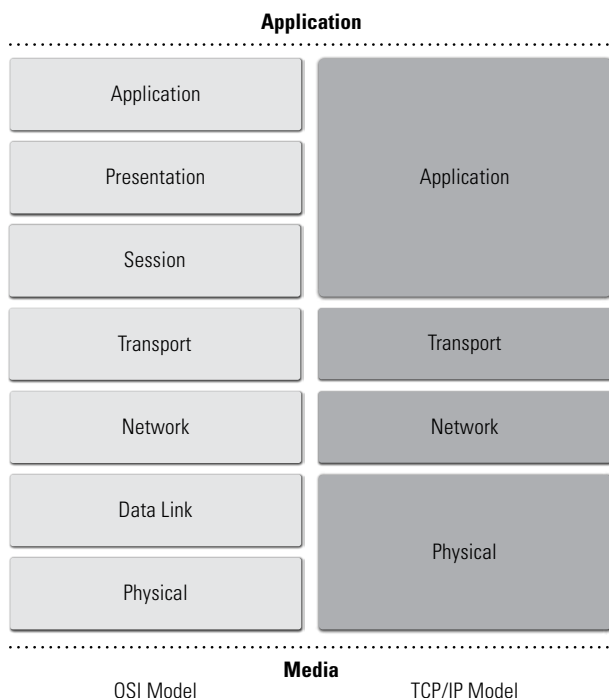 Application
Application
Presentation
Application
Session
Transport
Transport
Network
Network
Data Link
Physical
Physical
Media
OSI Model
TCP/IP Model